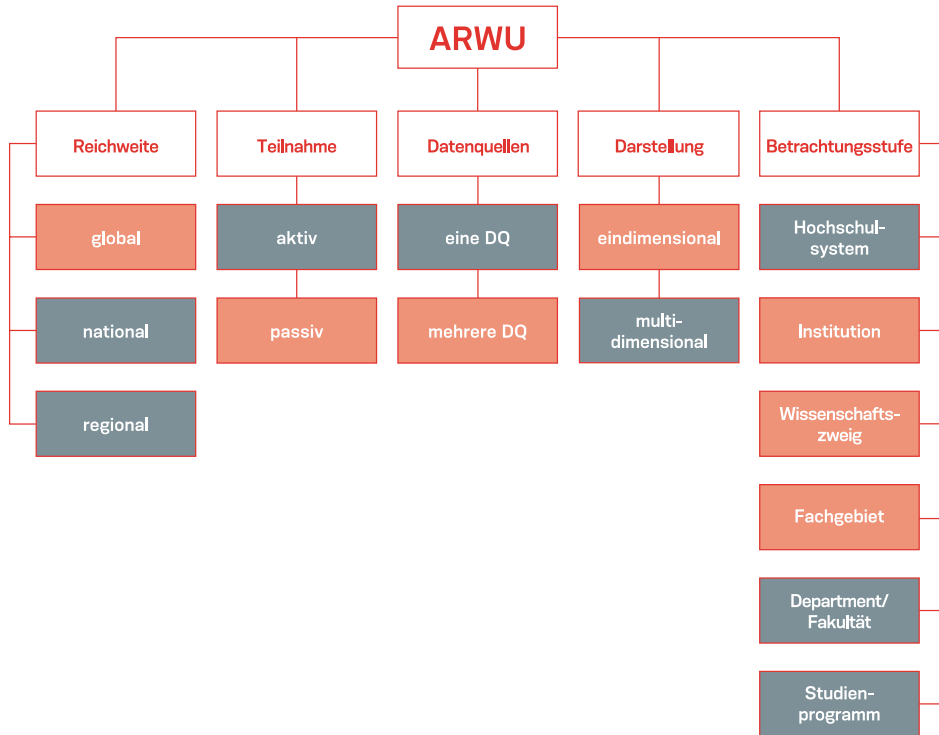 ARWU
Reichweite
Teilnahme
Datenquellen
Darstellung
Betrachtungsstufe
global
aktiv
eine DQ
eindimensional
Hochschul-
system
national
passiv
mehrere DQ
multi-
dimensional
Institution
regional
Wissenschafts-
zweig
Fachgebiet
Department/
Fakultät
Studien-
programm